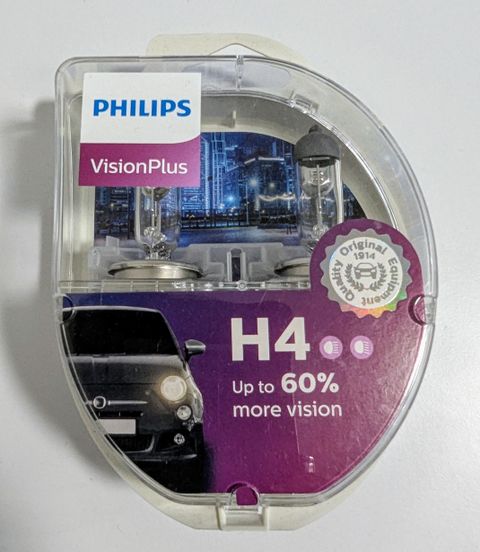 PHILIPS
VisionPlus
Quality Original Equipment
1914
H4
Up to 60%
more vision